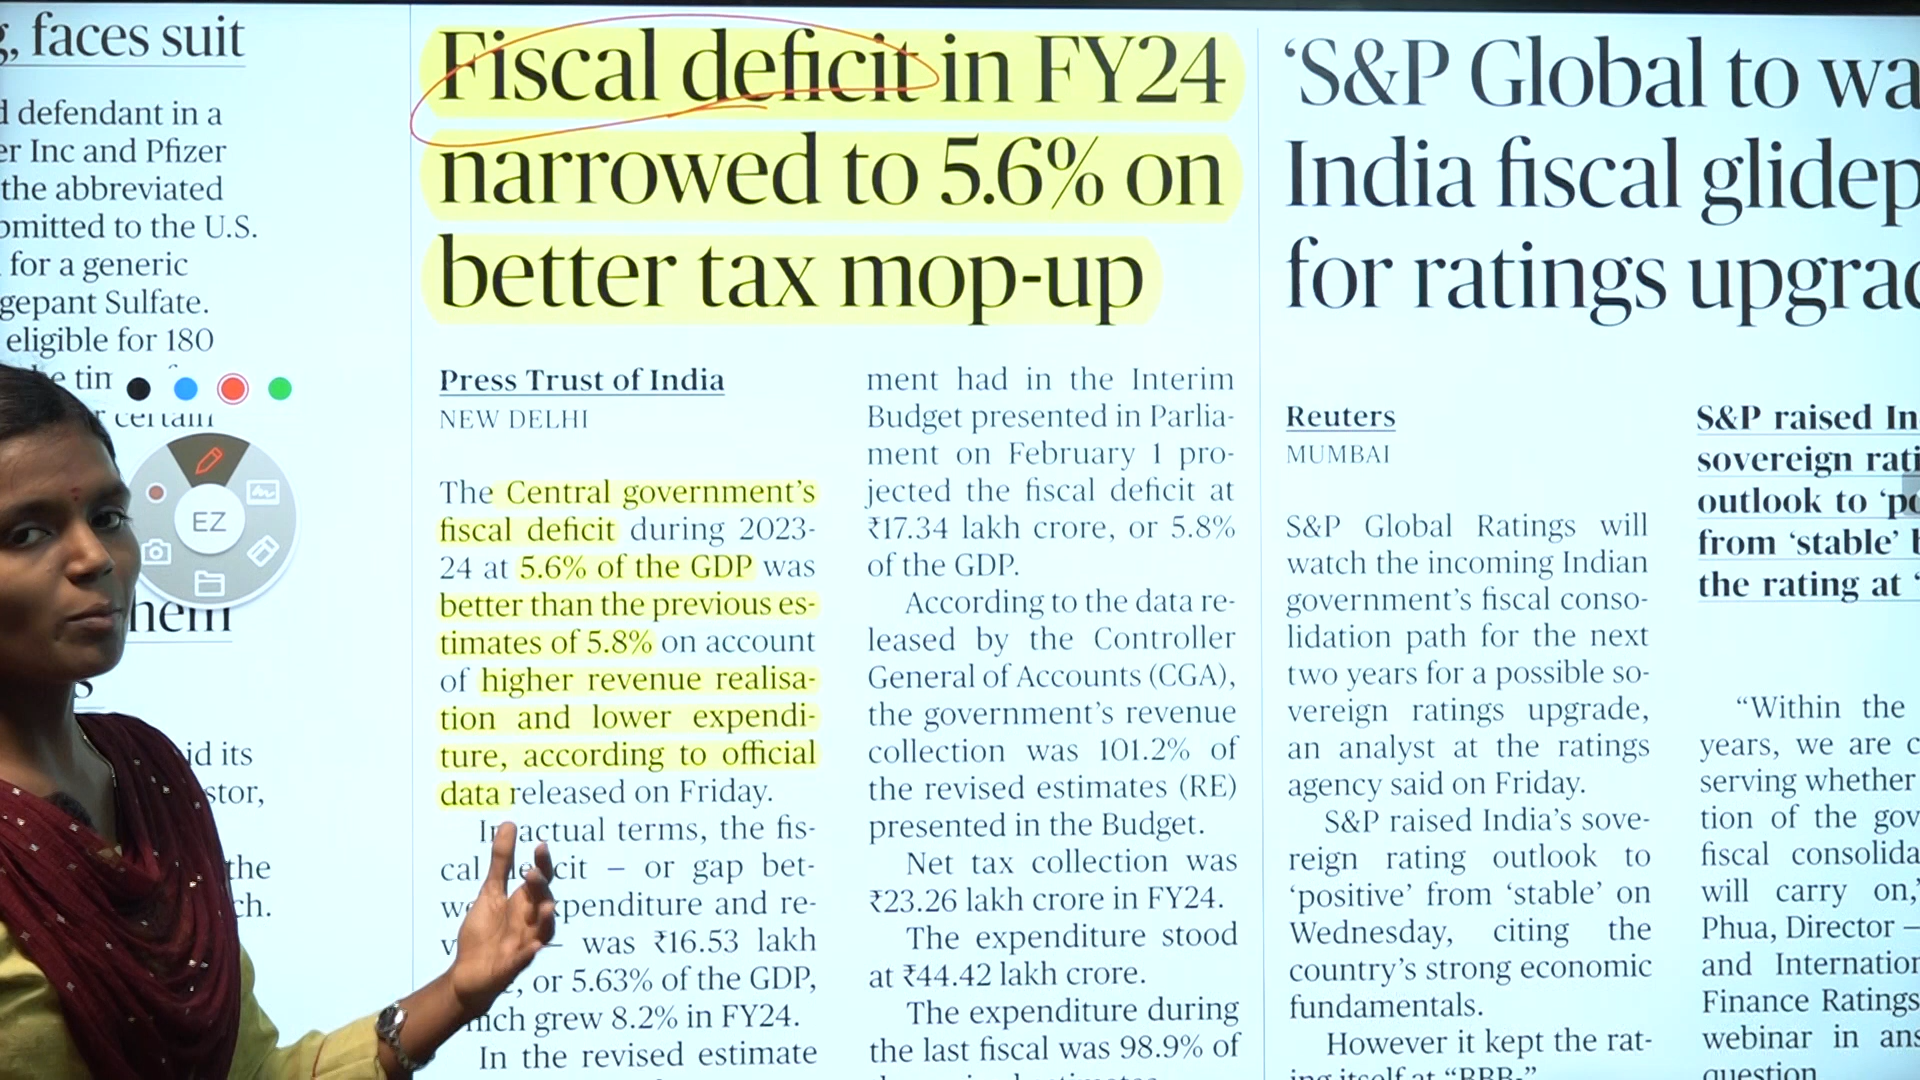 faces suit
defendant in a
er Inc and Pfizer
the abbreviated
omitted to the U.S.
for a generic
gepant Sulfate.
eligible for 180
tin
certain
EZ
id its
stor,
the
ch.
Fiscal deficit in FY24
narrowed to 5.6% on
better tax mop-up
Press Trust of India
NEW DELHI
The Central government's
fiscal deficit during 2023-
24 at 5.6% of the GDP was
better than the previous es-
timates of 5.8% on account
of higher revenue realisa-
tion and lower expendi-
ture, according to official
data released on Friday.
In actual terms, the fis-
cal deficit – or gap bet-
expenditure and re-
– was ₹16.53 lakh
, or 5.63% of the GDP,
which grew 8.2% in FY24.
In the revised estimate
ment had in the Interim
Budget presented in Parlia-
ment on February 1 pro-
jected the fiscal deficit at
₹17.34 lakh crore, or 5.8%
of the GDP.
According to the data re-
leased by the Controller
General of Accounts (CGA),
the government's revenue
collection was 101.2% of
the revised estimates (RE)
presented in the Budget.
Net tax collection was
₹23.26 lakh crore in FY24.
The expenditure stood
at ₹44.42 lakh crore.
The expenditure during
the last fiscal was 98.9% of
'S&P Global to wa
India fiscal glidep
for ratings upgrad
Reuters
MUMBAI
S&P Global Ratings will
watch the incoming Indian
government's fiscal conso-
lidation path for the next
two years for a possible so-
vereign ratings upgrade,
an analyst at the ratings
agency said on Friday.
S&P raised India's sove-
reign rating outlook to
'positive' from 'stable' on
Wednesday, citing the
country's strong economic
fundamentals.
However it kept the rat-
ing itself at "BBB-"
S&P raised In
sovereign rati
outlook to 'po
from 'stable' b
the rating at '
"Within the
years, we are c
serving whether
tion of the gov
fiscal consolida
will carry on,"
Phua, Director –
and Internation
Finance Ratings
webinar in ans
question